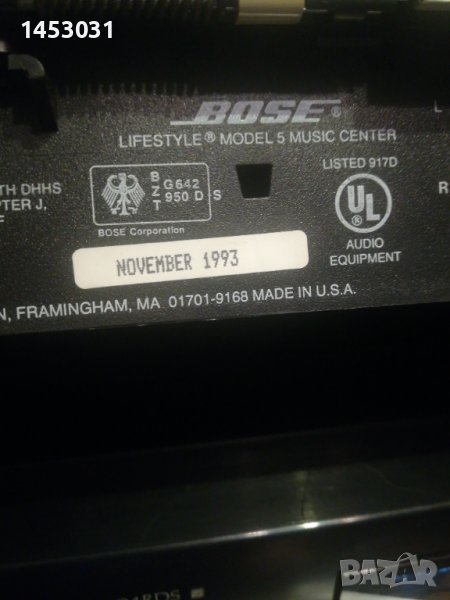 1453031
BOSE®
L
LIFESTYLE® MODEL 5 MUSIC CENTER
TH DHHS
B G642
Z 950 D S
T
LISTED 917D
R
UL ®
BOSE Corporation
AUDIO
EQUIPMENT
NOVEMBER 1993
N, FRAMINGHAM, MA 01701-9168 MADE IN U.S.A.
BAZAR